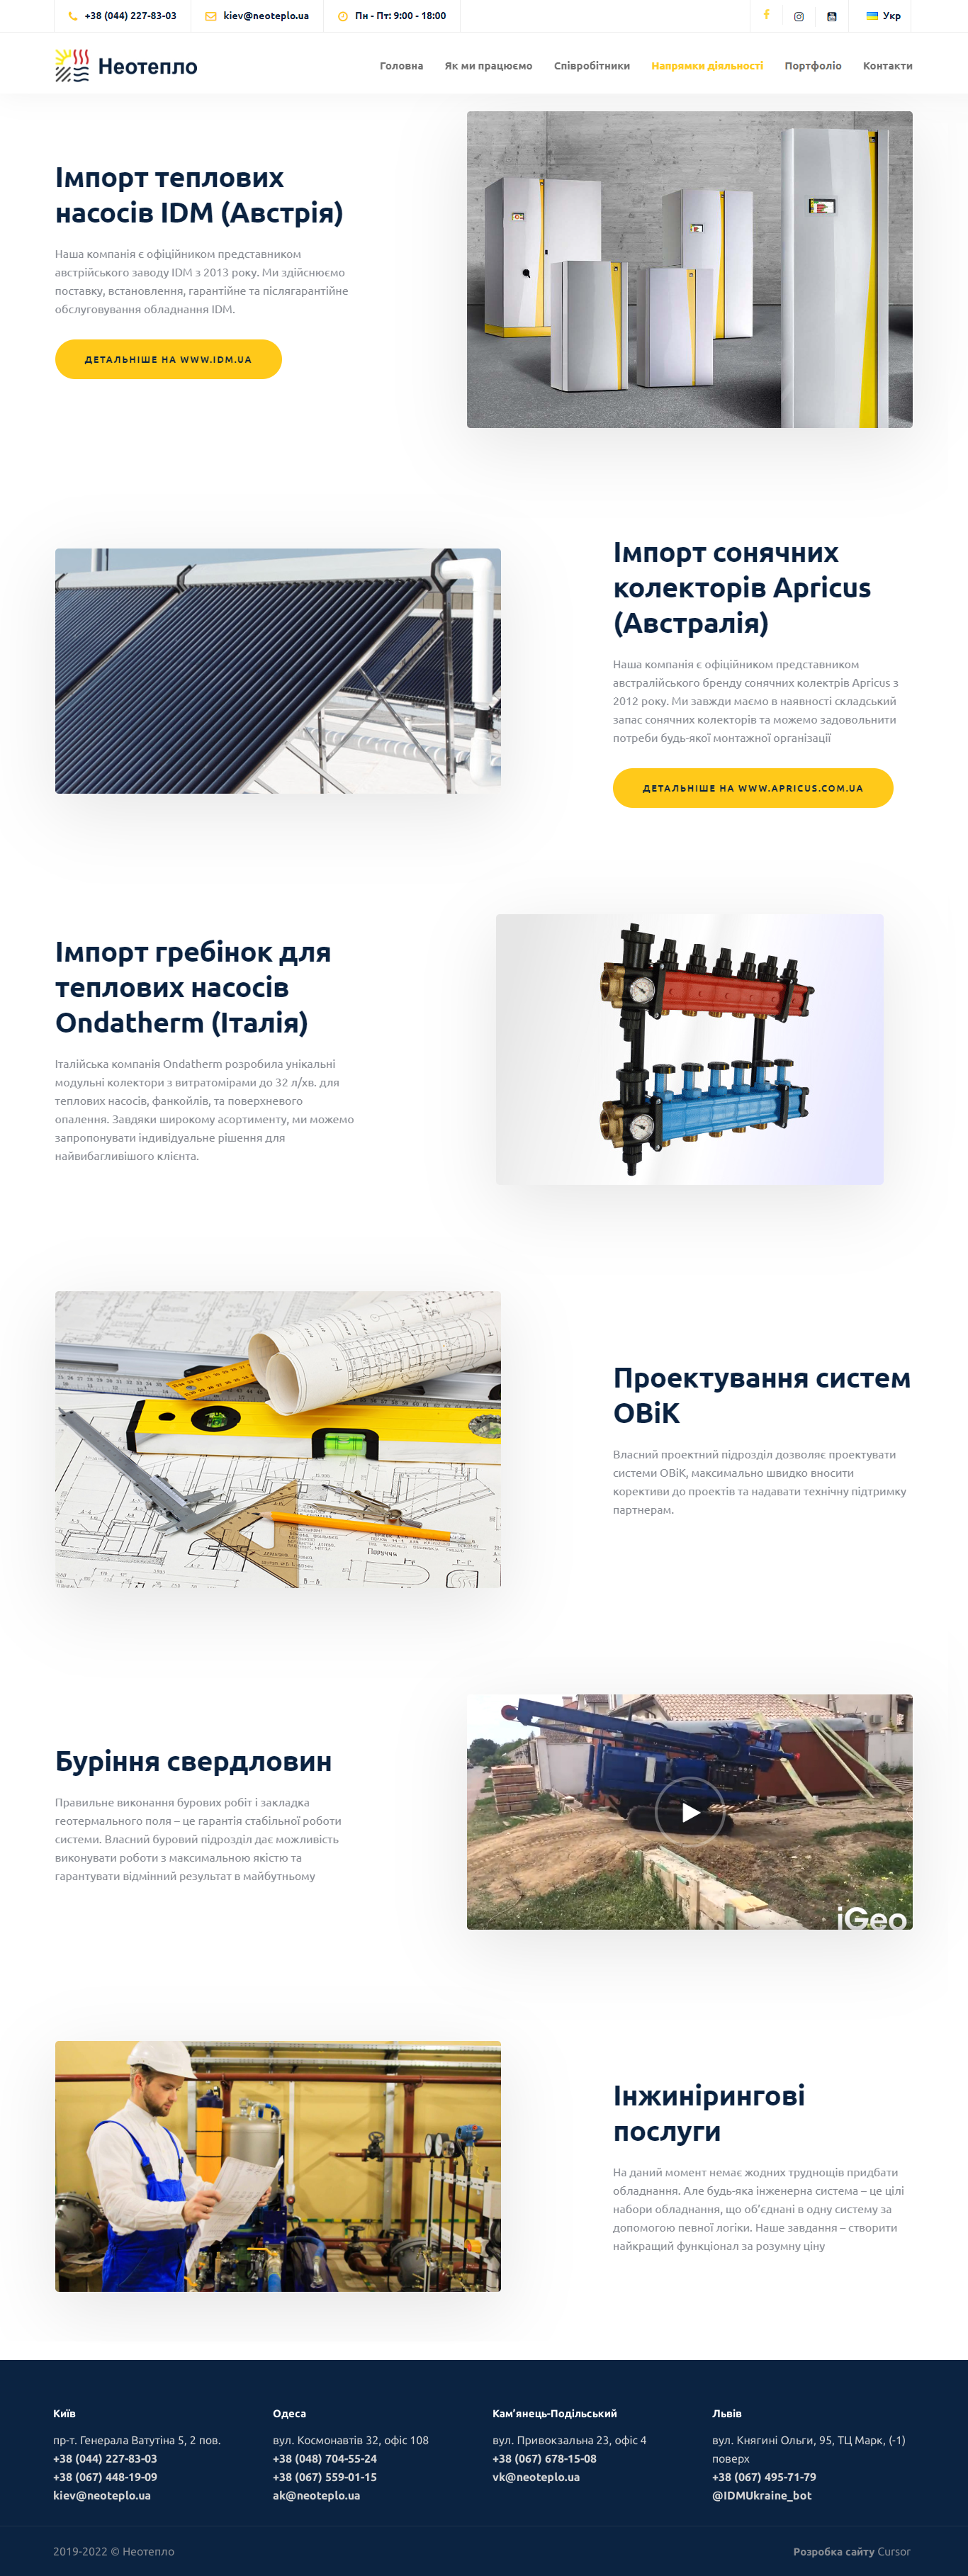 +38 (044) 227-83-03
kiev@neoteplo.ua
Пн - Пт: 9:00 - 18:00
Укр
Неотепло
Головна
Як ми працюємо
Співробітники
Напрямки діяльності
Портфоліо
Контакти
Імпорт теплових
насосів IDM (Австрія)
Наша компанія є офіційником представником
австрійського заводу IDM з 2013 року. Ми здійснюємо
поставку, встановлення, гарантійне та післягарантійне
обслуговування обладнання IDM.
ДЕТАЛЬНІШЕ НА WWW.IDM.UA
Імпорт сонячних
колекторів Apricus
(Австралія)
Наша компанія є офіційником представником
австралійського бренду сонячних колектрів Apricus з
2012 року. Ми завжди маємо в наявності складський
запас сонячних колекторів та можемо задовольнити
потреби будь-якої монтажної організації
ДЕТАЛЬНІШЕ НА WWW.APRICUS.COM.UA
Імпорт гребінок для
теплових насосів
Ondatherm (Італія)
Італійська компанія Ondatherm розробила унікальні
модульні колектори з витратомірами до 32 л/хв. для
теплових насосів, фанкойлів, та поверхневого
опалення. Завдяки широкому асортименту, ми можемо
запропонувати індивідуальне рішення для
найвибагливішого клієнта.
Проектування систем
ОВіК
Власний проектний підрозділ дозволяє проектувати
системи ОВіК, максимально швидко вносити
корективи до проектів та надавати технічну підтримку
партнерам.
Буріння свердловин
Правильне виконання бурових робіт і закладка
геотермального поля – це гарантія стабільної роботи
системи. Власний буровий підрозділ дає можливість
виконувати роботи з максимальною якістю та
гарантувати відмінний результат в майбутньому
iGeo
Інжинірингові
послуги
На даний момент немає жодних труднощів придбати
обладнання. Але будь-яка інженерна система – це цілі
набори обладнання, що об’єднані в одну систему за
допомогою певної логіки. Наше завдання – створити
найкращий функціонал за розумну ціну
Київ
пр-т. Генерала Ватутіна 5, 2 пов.
+38 (044) 227-83-03
+38 (067) 448-19-09
kiev@neoteplo.ua
Одеса
вул. Космонавтів 32, офіс 108
+38 (048) 704-55-24
+38 (067) 559-01-15
ak@neoteplo.ua
Кам’янець-Подільський
вул. Привокзальна 23, офіс 4
+38 (067) 678-15-08
vk@neoteplo.ua
Львів
вул. Княгині Ольги, 95, ТЦ Марк, (-1)
поверх
+38 (067) 495-71-79
@IDMUkraine_bot
2019-2022 © Неотепло
Розробка сайту Cursor